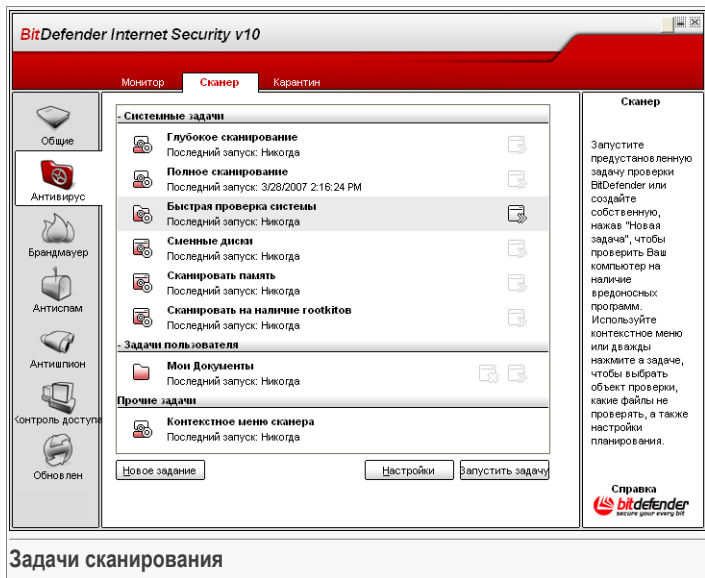 BitDefender Internet Security v10
Монитор
Сканер
Карантин
Общие
Антивирус
Брандмауер
Антиспам
Антишпион
Контроль доступа
Обновлен
- Системные задачи
Глубокое сканирование
Последний запуск: Никогда
Полное сканирование
Последний запуск: 3/28/2007 2:16:24 PM
Быстрая проверка системы
Последний запуск: Никогда
Сменные диски
Последний запуск: Никогда
Сканировать память
Последний запуск: Никогда
Сканировать на наличие rootkitов
Последний запуск: Никогда
- Задачи пользователя
Мои Документы
Последний запуск: Никогда
Прочие задачи
Контекстное меню сканера
Последний запуск: Никогда
Новое задание
Настройки
Запустить задачу
Сканер
Запустите
предустановленную
задачу проверки
BitDefender или
создайте
собственную,
нажав "Новая
задача", чтобы
проверить Ваш
компьютер на
наличие
вредоносных
программ.
Используйте
контекстное меню
или дважды
нажмите а задаче,
чтобы выбрать
объект проверки,
какие файлы не
проверять, а также
настройки
планирования.
Справка
bitdefender
secure your every bit
Задачи сканирования